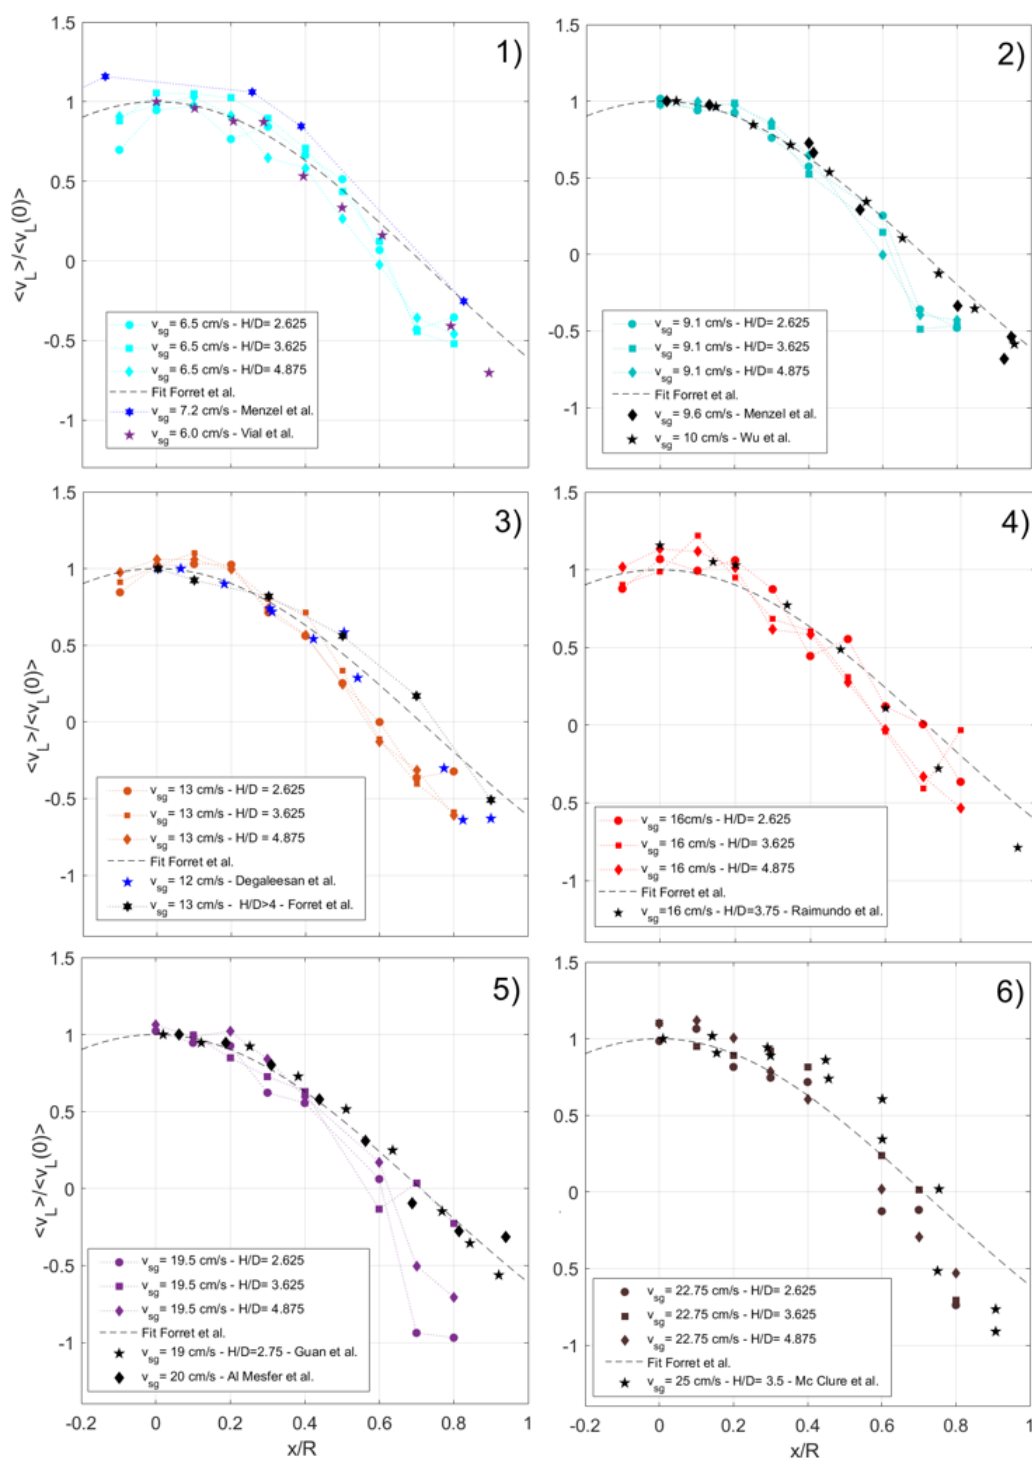 1.5
1
0.5
0
-0.5
-1
<v_L>/<v_L(0)>
1)
v_sg= 6.5 cm/s - H/D= 2.625
v_sg= 6.5 cm/s - H/D= 3.625
v_sg= 6.5 cm/s - H/D= 4.875
Fit Forret et al.
v_sg= 7.2 cm/s - Menzel et al.
v_sg= 6.0 cm/s - Vial et al.
1.5
1
0.5
0
-0.5
-1
2)
v_sg= 9.1 cm/s - H/D= 2.625
v_sg= 9.1 cm/s - H/D= 3.625
v_sg= 9.1 cm/s - H/D= 4.875
Fit Forret et al.
v_sg= 9.6 cm/s - Menzel et al.
v_sg= 10 cm/s - Wu et al.
1.5
1
0.5
0
-0.5
-1
<v_L>/<v_L(0)>
3)
v_sg= 13 cm/s - H/D = 2.625
v_sg= 13 cm/s - H/D = 3.625
v_sg= 13 cm/s - H/D = 4.875
Fit Forret et al.
v_sg= 12 cm/s - Degaleesan et al.
v_sg= 13 cm/s - H/D>4 - Forret et al.
1.5
1
0.5
0
-0.5
-1
4)
v_sg= 16cm/s - H/D= 2.625
v_sg= 16 cm/s - H/D= 3.625
v_sg= 16 cm/s - H/D= 4.875
Fit Forret et al.
v_sg=16 cm/s - H/D=3.75 - Raimundo et al.
1.5
1
0.5
0
-0.5
-1
<v_L>/<v_L(0)>
5)
v_sg= 19.5 cm/s - H/D= 2.625
v_sg= 19.5 cm/s - H/D= 3.625
v_sg= 19.5 cm/s - H/D= 4.875
Fit Forret et al.
v_sg= 19 cm/s - H/D=2.75 - Guan et al.
v_sg= 20 cm/s - Al Mesfer et al.
-0.2 0 0.2 0.4 0.6 0.8 1
x/R
1.5
1
0.5
0
0.5
-1
6)
v_sg= 22.75 cm/s - H/D= 2.625
v_sg= 22.75 cm/s - H/D= 3.625
v_sg= 22.75 cm/s - H/D= 4.875
Fit Forret et al.
v_sg= 25 cm/s - H/D= 3.5 - Mc Clure et al.
-0.2 0 0.2 0.4 0.6 0.8 1
x/R